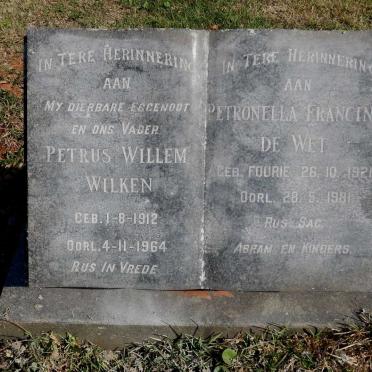 IN TERE HERINNERING
AAN
MY DIERBARE EGGENOOT
EN ONS VADER
PETRUS WILLEM
WILKEN
GEB. 1-8-1912
OORL. 4-11-1964
RUS IN VREDE
IN TERE HERINNERING
AAN
PETRONELLA FRANCINA
DE WET
GEB. FOURIE 26.10.1921
OORL. 28.5.1981
RUS SAG
ABRAM EN KINDERS.